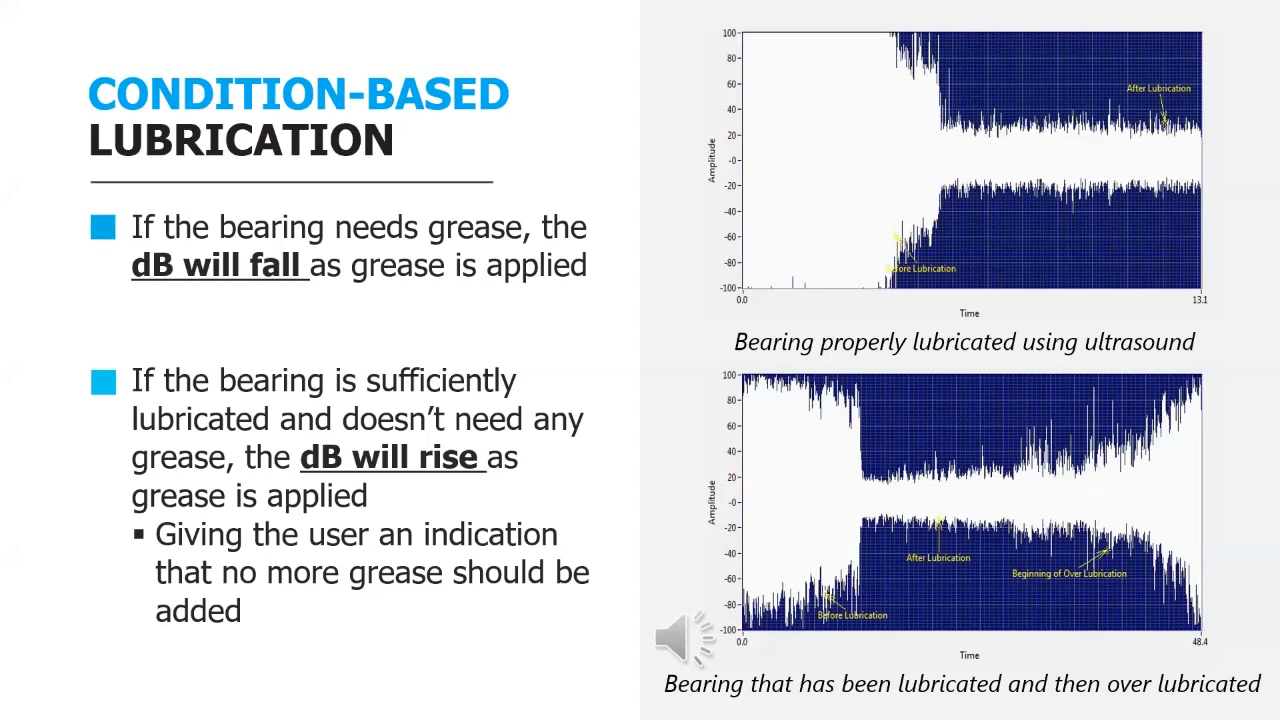 CONDITION-BASED
LUBRICATION
If the bearing needs grease, the
dB will fall as grease is applied
If the bearing is sufficiently
lubricated and doesn’t need any
grease, the dB will rise as
grease is applied
Giving the user an indication
that no more grease should be
added
100
80
60
40
20
-0
-20
-40
-60
-80
-100
Amplitude
After Lubrication
Before Lubrication
0.0
13.1
Time
Bearing properly lubricated using ultrasound
100
80
60
40
20
-0
-20
-40
-60
-80
-100
Amplitude
After Lubrication
Beginning of Over Lubrication
Before Lubrication
0.0
48.4
Time
Bearing that has been lubricated and then over lubricated